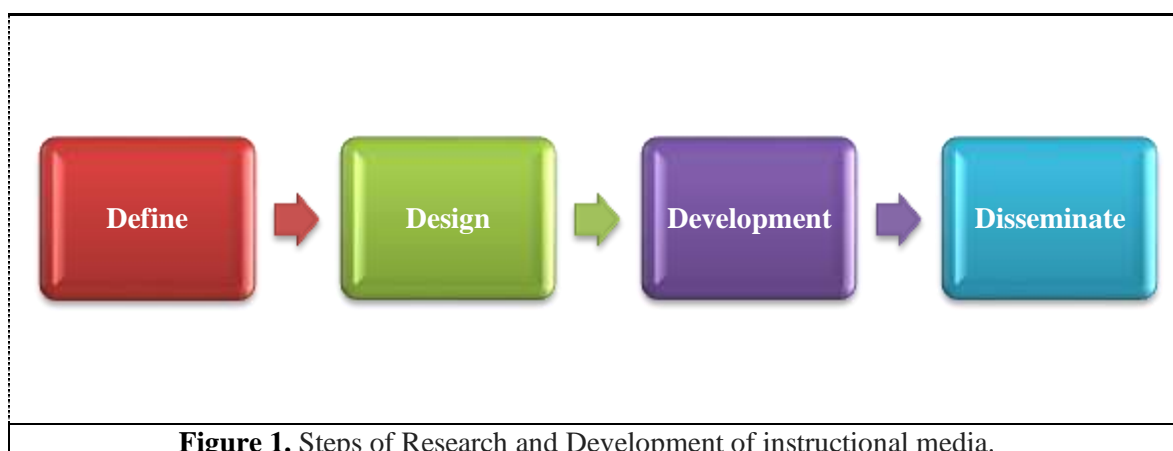 Define
Design
Development
Disseminate
Figure 1. Steps of Research and Development of instructional media.